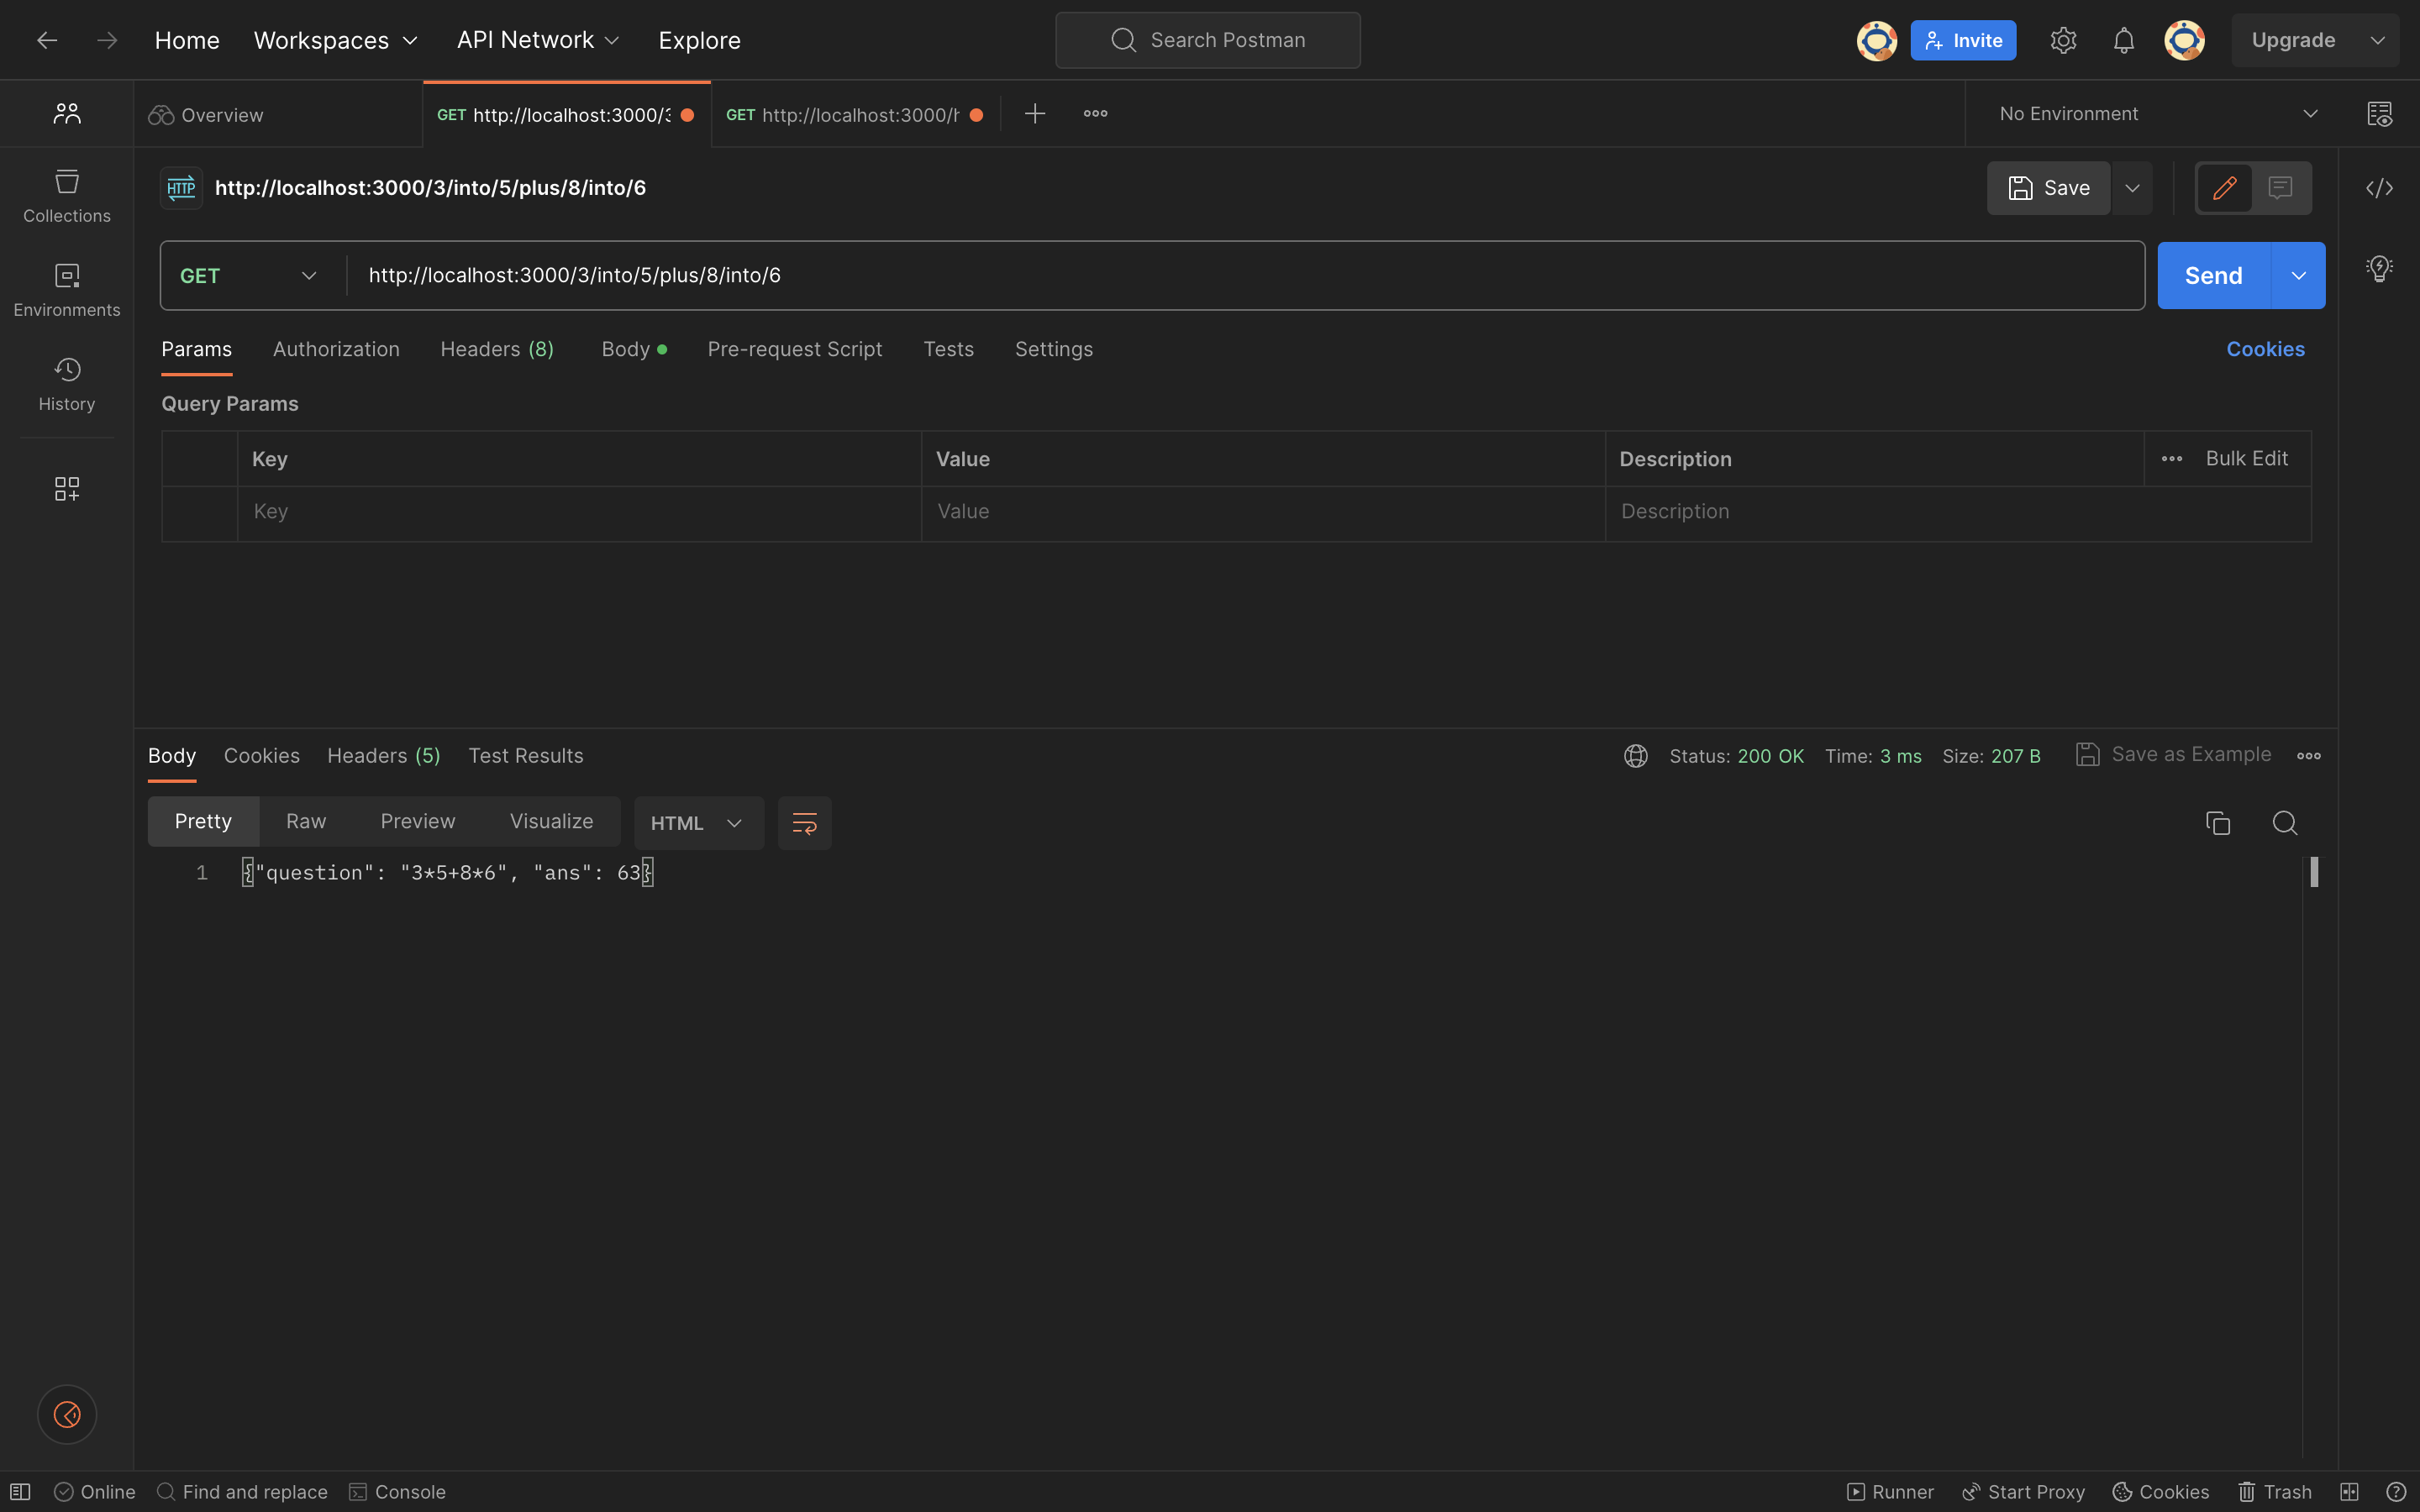 Home Workspaces API Network Explore Search Postman Invite Upgrade
Overview GET http://localhost:3000/3 GET http://localhost:3000/h No Environment
HTTP http://localhost:3000/3/into/5/plus/8/into/6 Save
Collections
GET http://localhost:3000/3/into/5/plus/8/into/6 Send
Environments
Params Authorization Headers (8) Body Pre-request Script Tests Settings Cookies
History
Query Params
Key Value Description Bulk Edit
Key Value Description
Body Cookies Headers (5) Test Results Status: 200 OK Time: 3 ms Size: 207 B Save as Example
Pretty Raw Preview Visualize HTML
1 {"question": "3*5+8*6", "ans": 63}
Online Find and replace Console Runner Start Proxy Cookies Trash